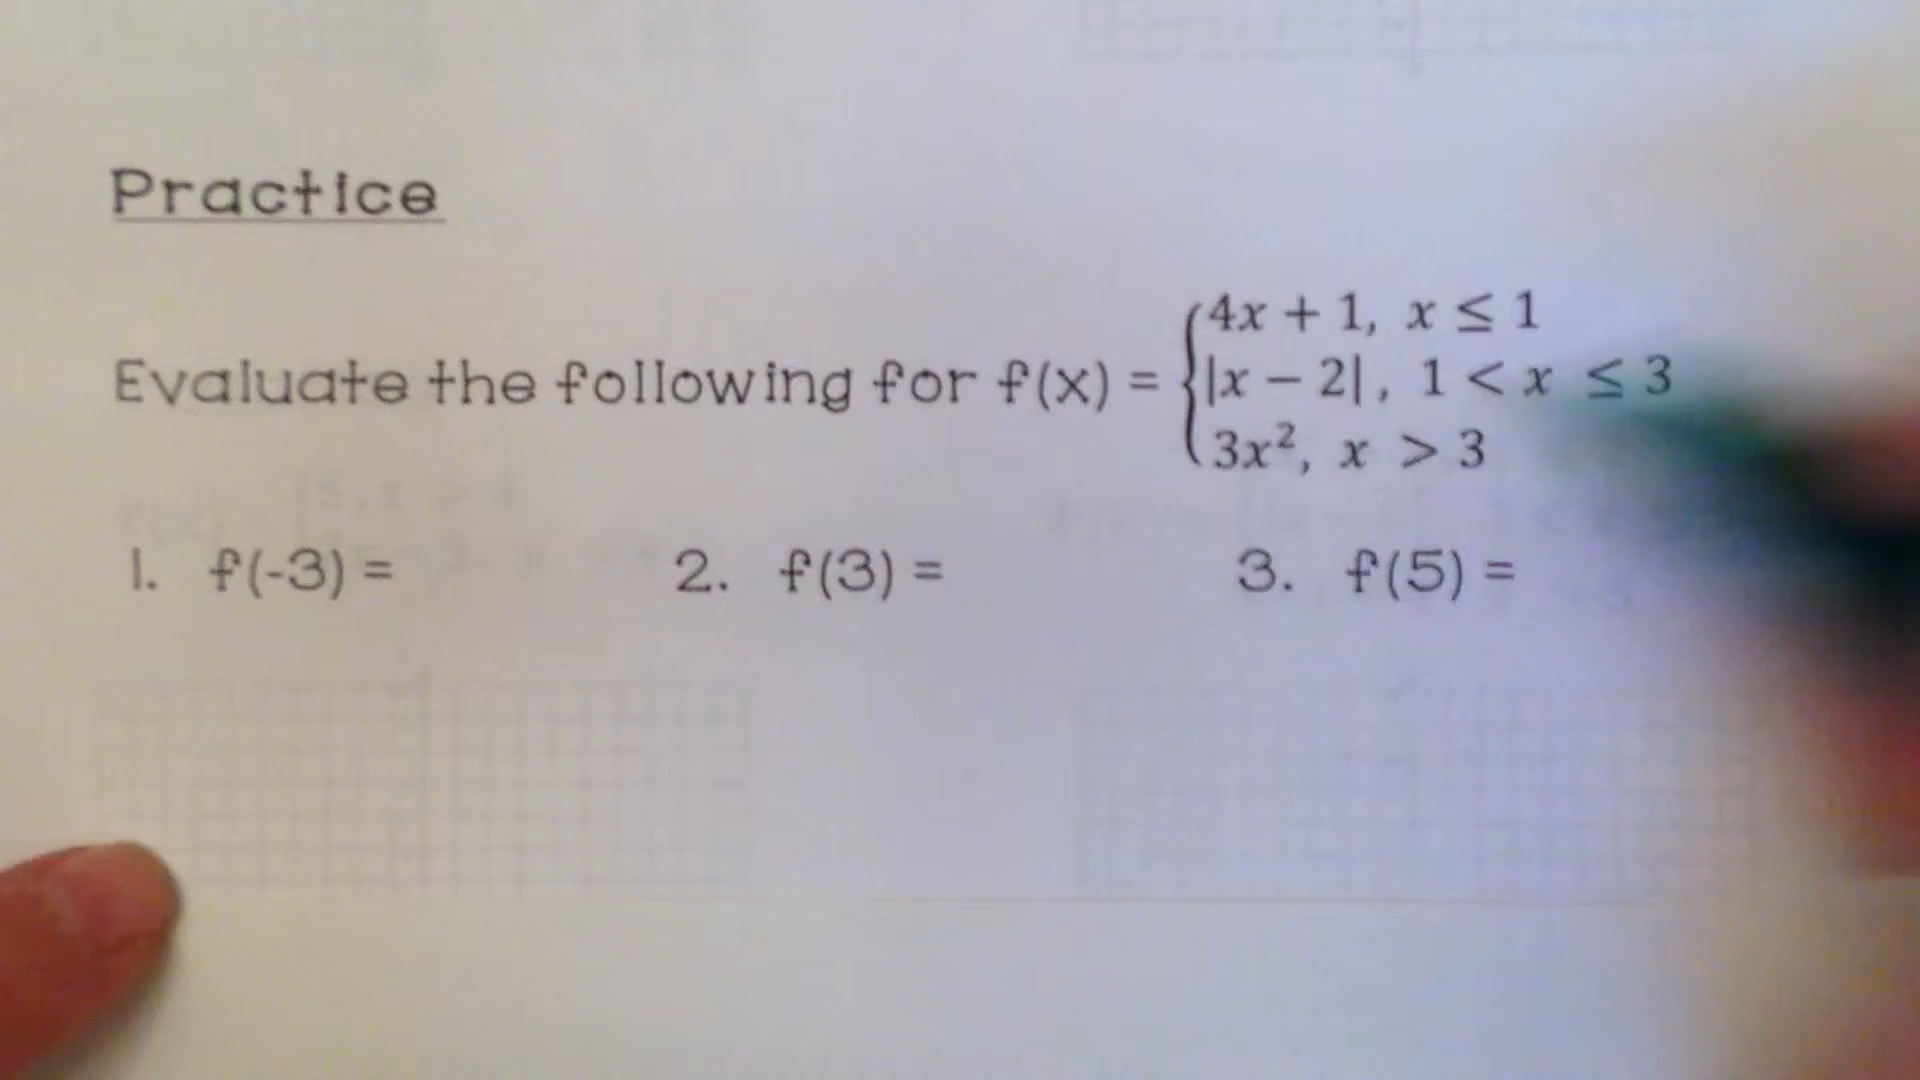 Practice
4x + 1, x ≤ 1
Evaluate the following for f(x) = { |x − 2|, 1 < x ≤ 3
3x², x > 3
1. f(-3) = 2. f(3) = 3. f(5) =